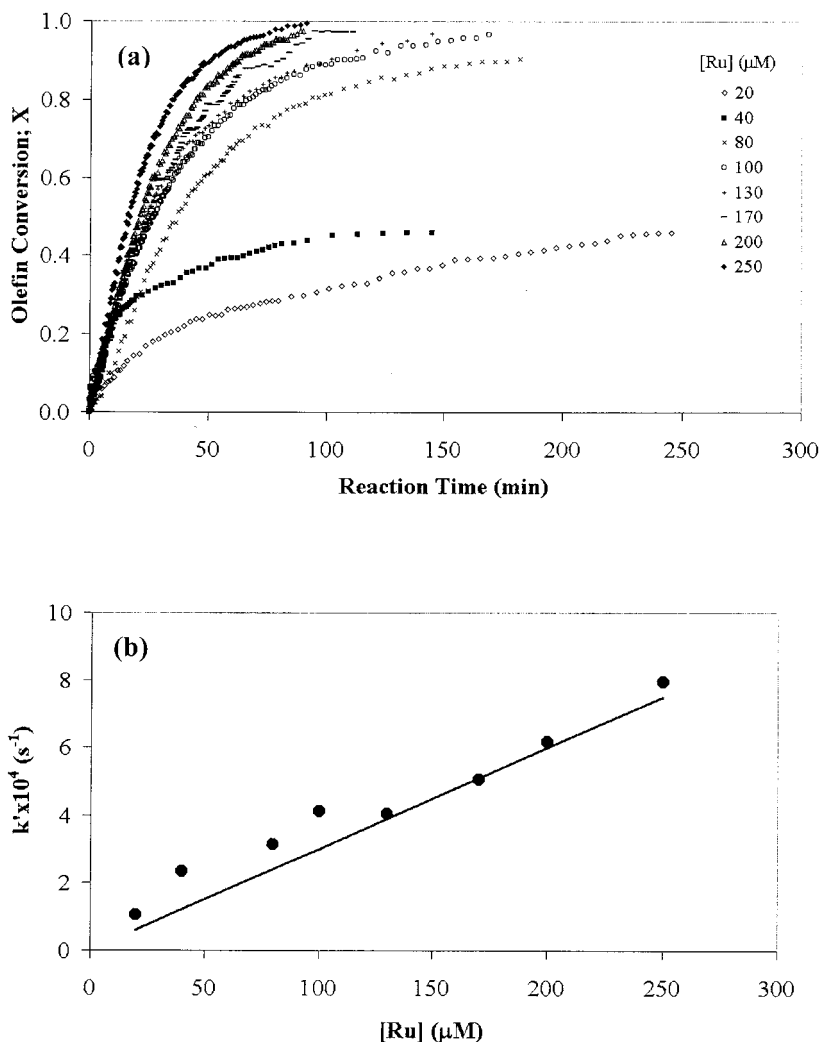 (a)
Olefin Conversion; X
1.0
0.8
0.6
0.4
0.2
0.0
0 50 100 150 200 250 300
Reaction Time (min)
[Ru] (μM)
20
40
80
100
130
170
200
250
(b)
k'x10⁴ (s⁻¹)
10
8
6
4
2
0
0 50 100 150 200 250 300
[Ru] (μM)